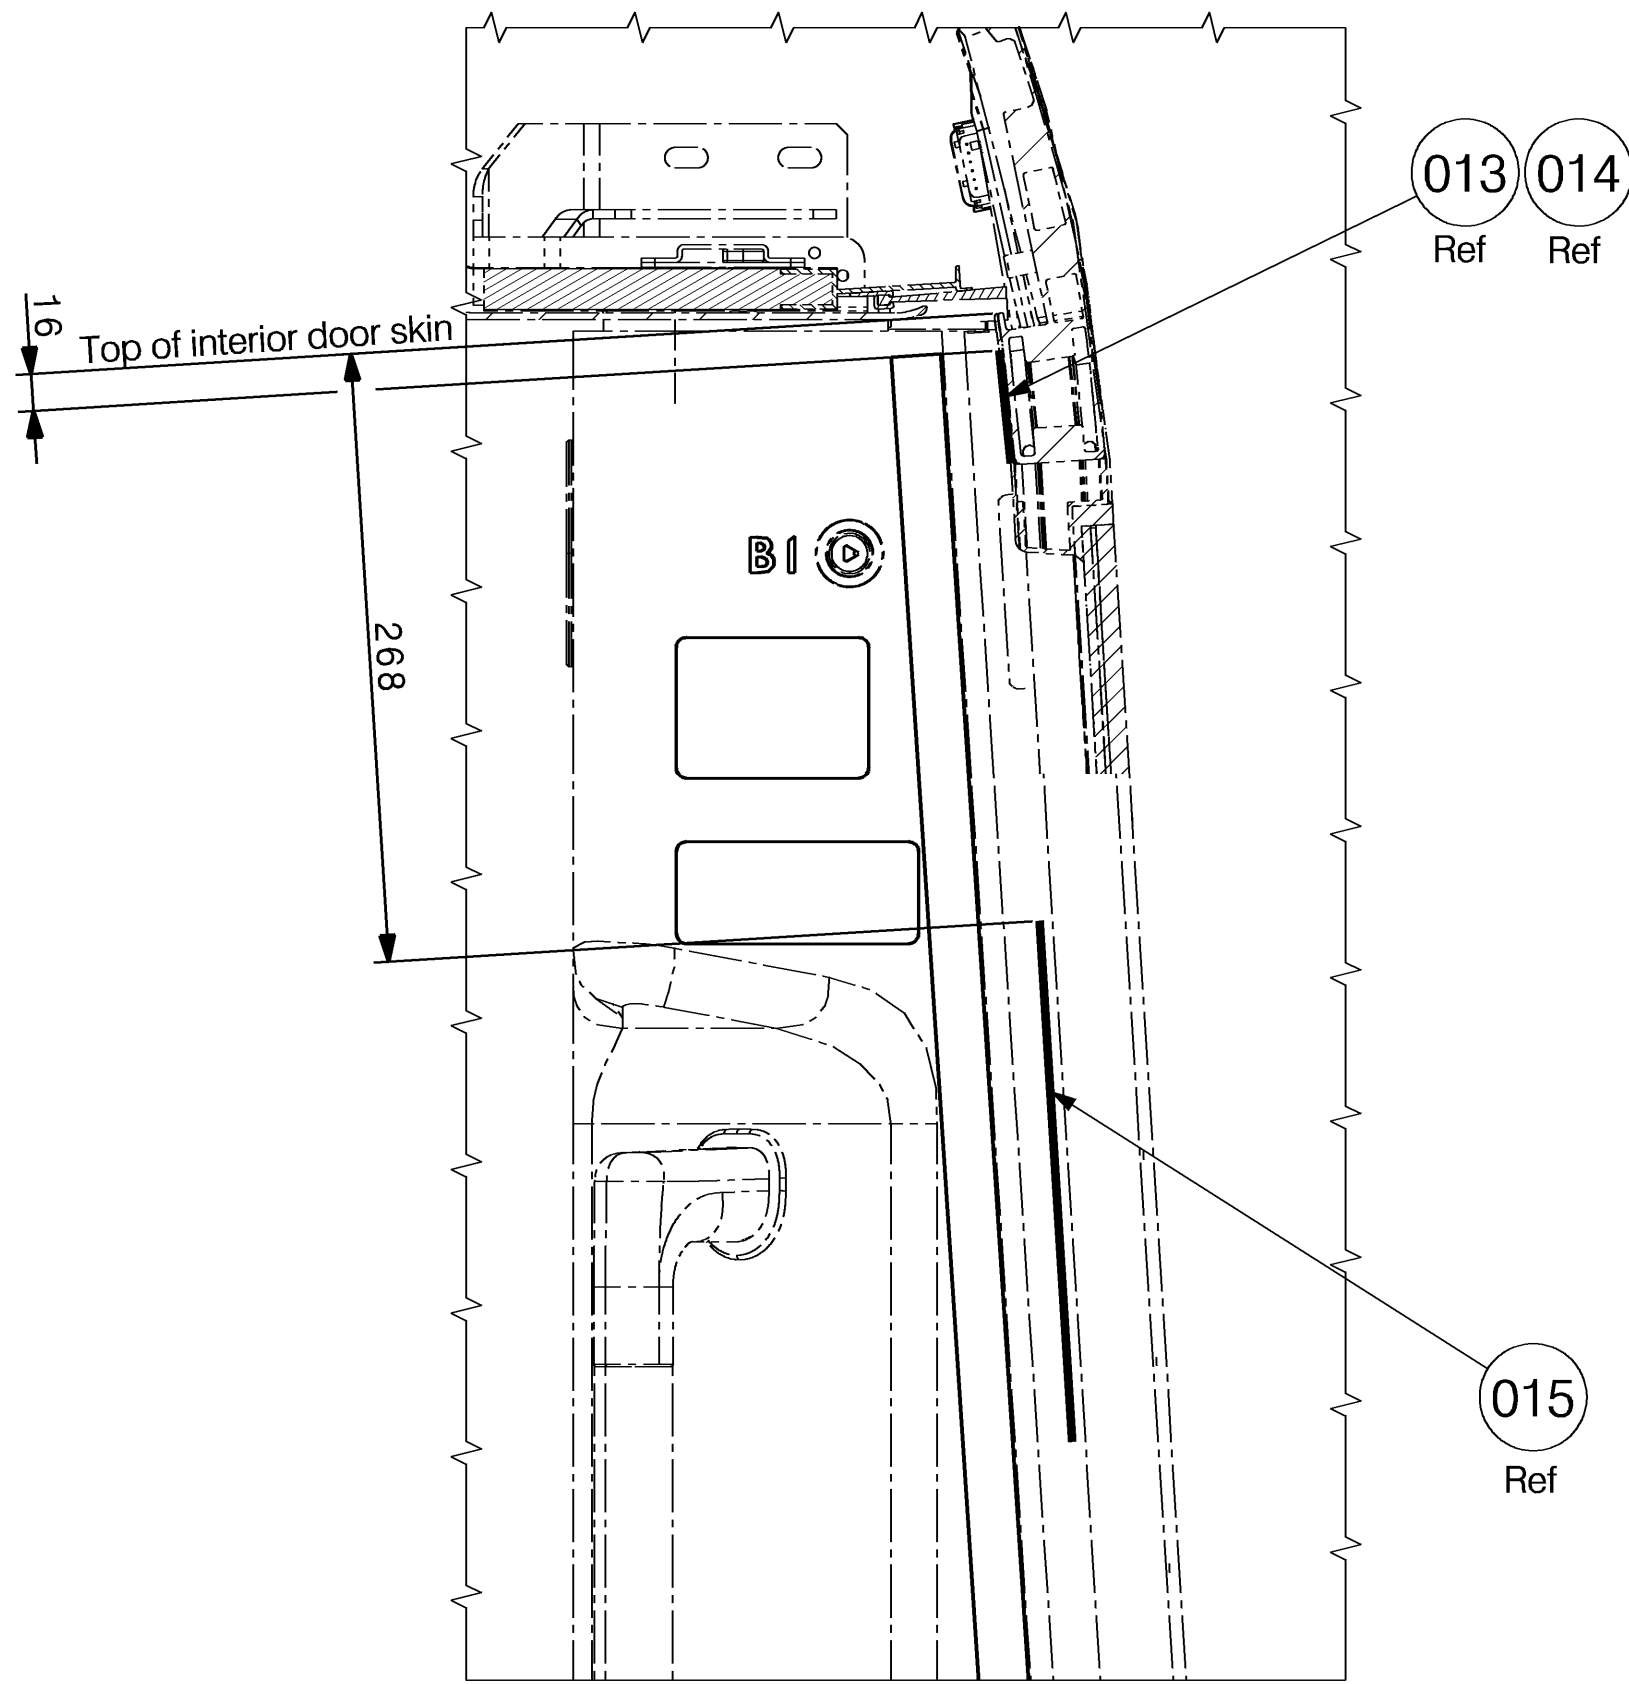 013 014
Ref Ref
16
Top of interior door skin
B1
268
015
Ref